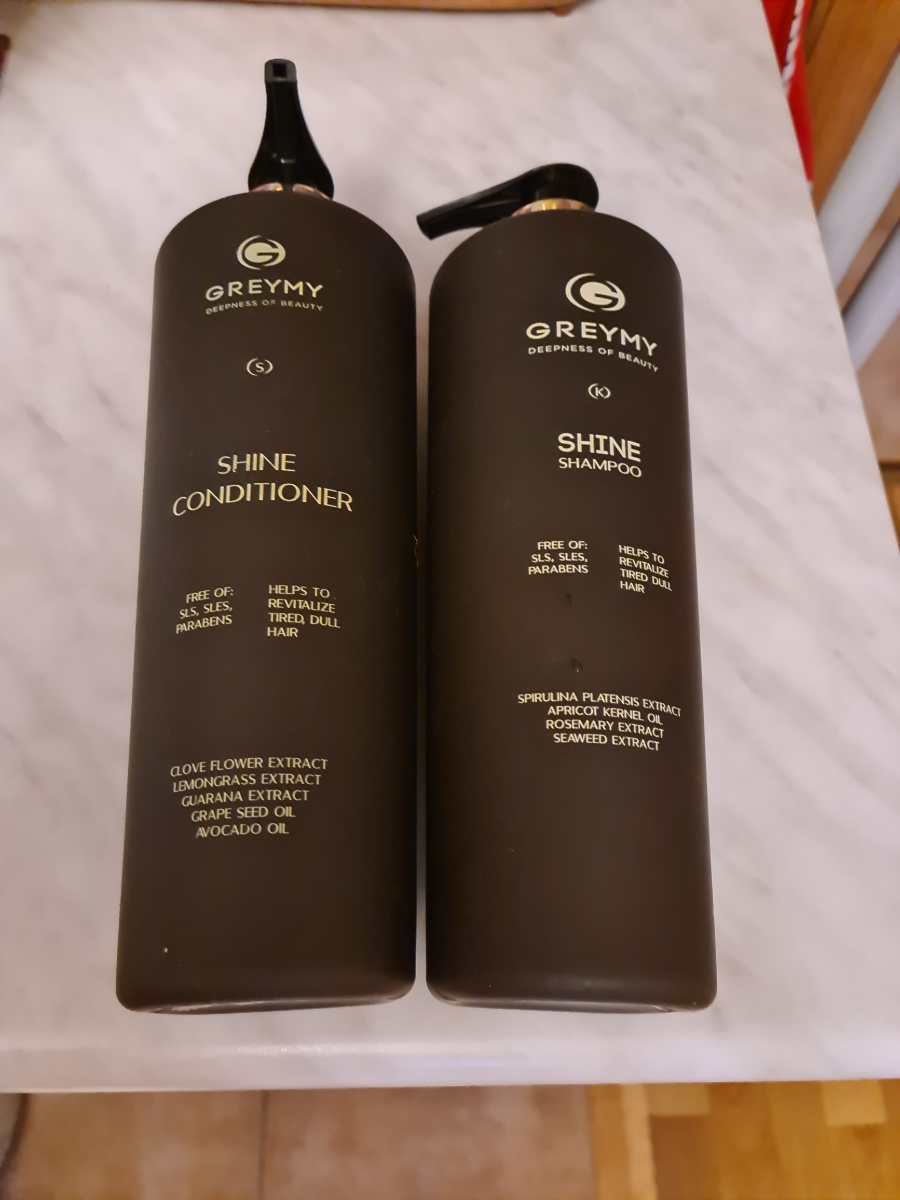 GREYMY
DEEPNESS OF BEAUTY
(S)
SHINE
CONDITIONER
FREE OF:
SLS, SLES,
PARABENS
HELPS TO
REVITALIZE
TIRED, DULL
HAIR
CLOVE FLOWER EXTRACT
LEMONGRASS EXTRACT
GUARANA EXTRACT
GRAPE SEED OIL
AVOCADO OIL
GREYMY
DEEPNESS OF BEAUTY
(K)
SHINE
SHAMPOO
FREE OF:
SLS, SLES,
PARABENS
HELPS TO
REVITALIZE
TIRED DULL
HAIR
SPIRULINA PLATENSIS EXTRACT
APRICOT KERNEL OIL
ROSEMARY EXTRACT
SEAWEED EXTRACT